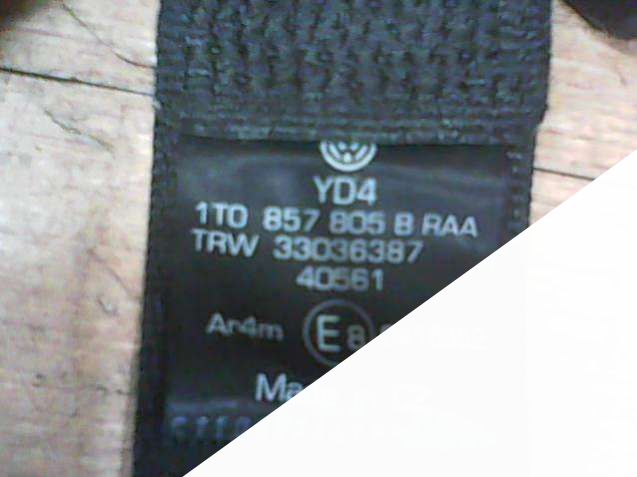 YD4
1T0 857 805 B RAA
TRW 33036387
40561
Ar4m E8